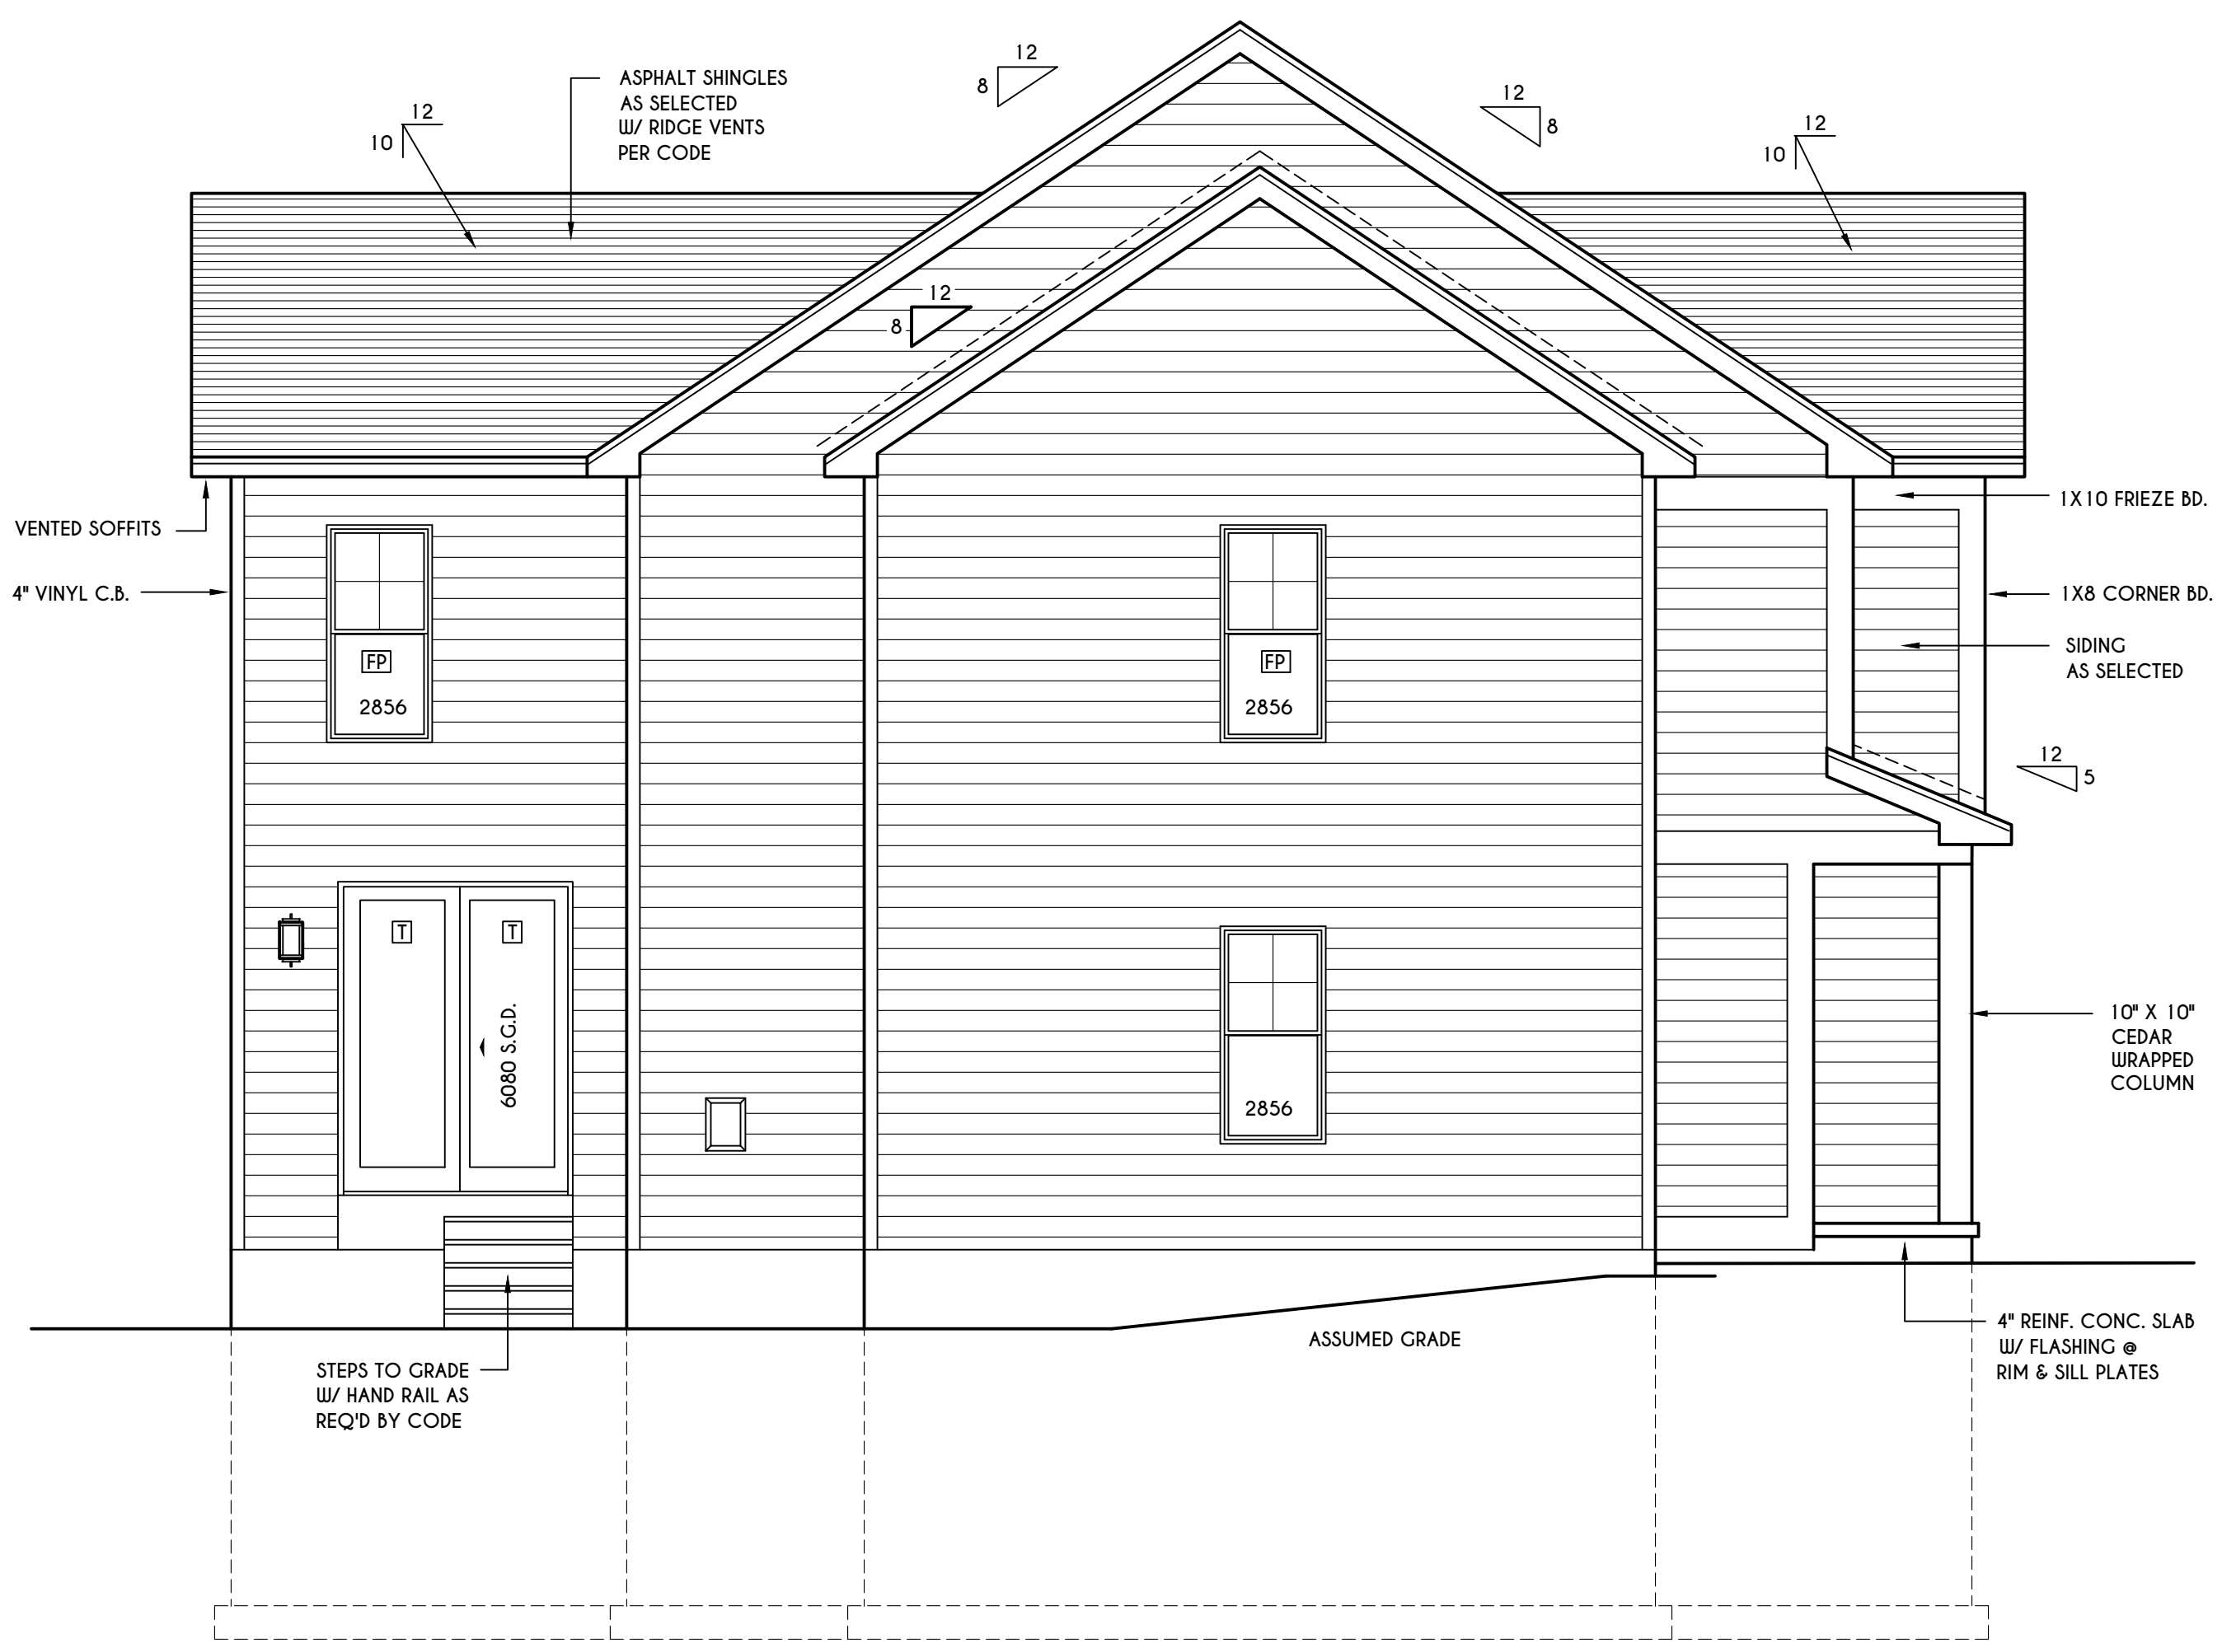 12
8
ASPHALT SHINGLES
AS SELECTED
W/ RIDGE VENTS
PER CODE
12
10
12
8
12
10
12
8
VENTED SOFFITS
4" VINYL C.B.
1X10 FRIEZE BD.
1X8 CORNER BD.
SIDING
AS SELECTED
FP
2856
FP
2856
12
5
T
T
6080 S.G.D.
2856
10" X 10"
CEDAR
WRAPPED
COLUMN
ASSUMED GRADE
4" REINF. CONC. SLAB
W/ FLASHING @
RIM & SILL PLATES
STEPS TO GRADE
W/ HAND RAIL AS
REQ'D BY CODE